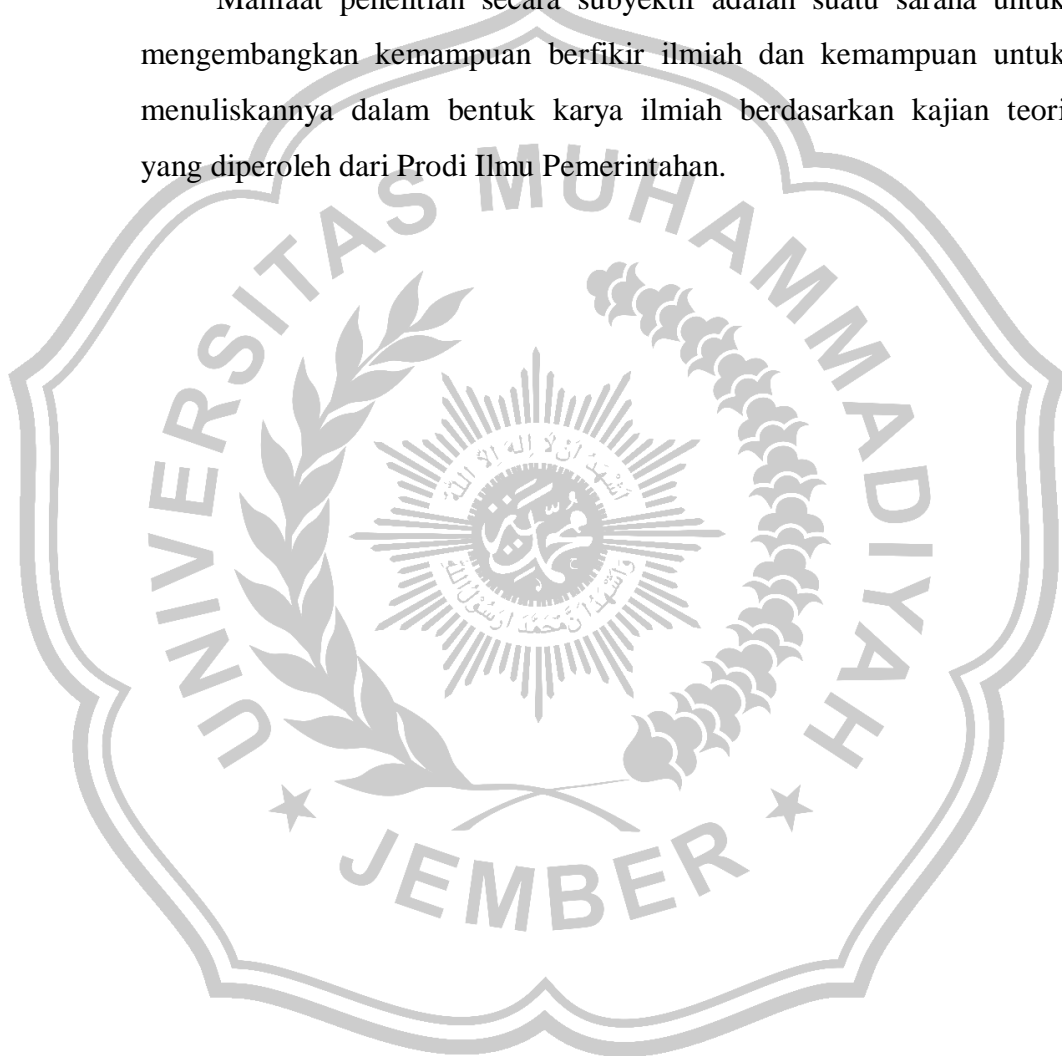 Manfaat penelitian secara subyektif adalah suatu sarana untuk
mengembangkan kemampuan berfikir ilmiah dan kemampuan untuk
menuliskannya dalam bentuk karya ilmiah berdasarkan kajian teori
yang diperoleh dari Prodi Ilmu Pemerintahan.
UNIVERSITAS MUHAMMADIYAH
JEMBER